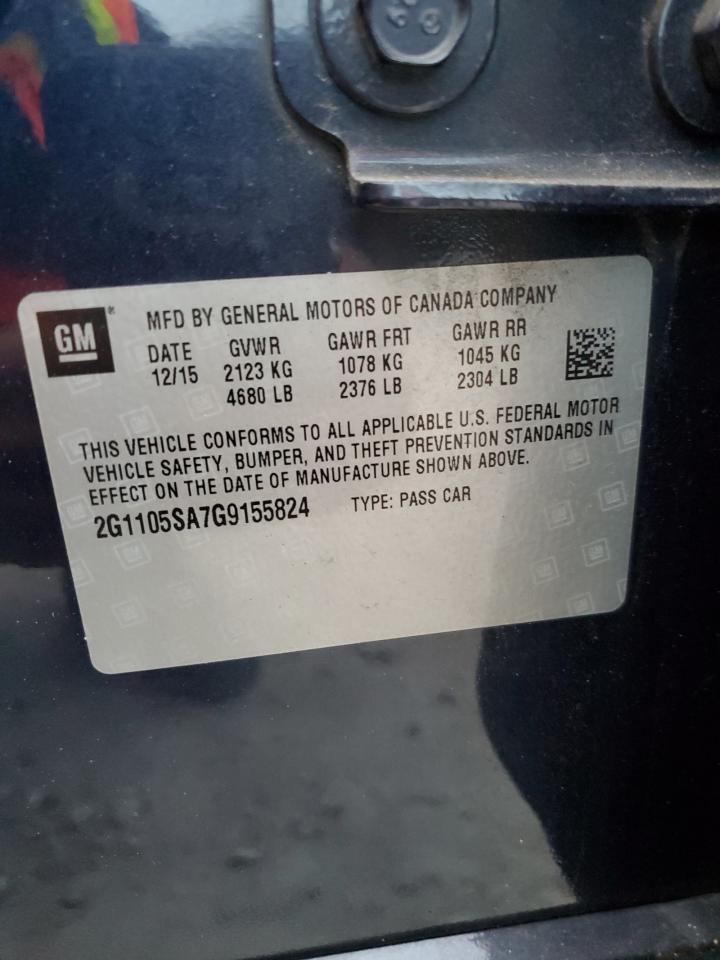 GM
MFD BY GENERAL MOTORS OF CANADA COMPANY
DATE GVWR GAWR FRT GAWR RR
12/15 2123 KG 1078 KG 1045 KG
4680 LB 2376 LB 2304 LB
THIS VEHICLE CONFORMS TO ALL APPLICABLE U.S. FEDERAL MOTOR
VEHICLE SAFETY, BUMPER, AND THEFT PREVENTION STANDARDS IN
EFFECT ON THE DATE OF MANUFACTURE SHOWN ABOVE.
2G1105SA7G9155824 TYPE: PASS CAR